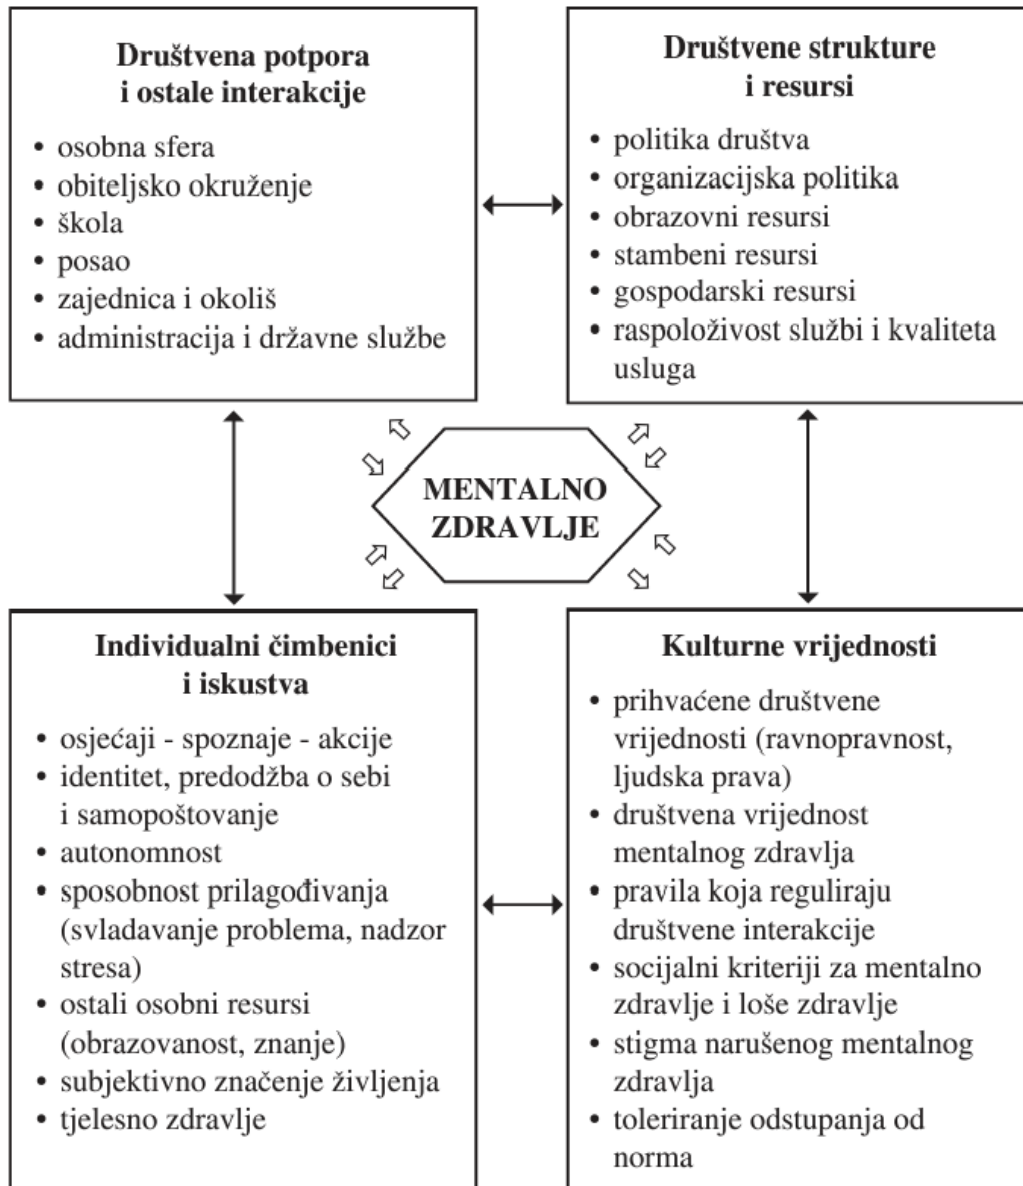 Društvena potpora
i ostale interakcije
• osobna sfera
• obiteljsko okruženje
• škola
• posao
• zajednica i okoliš
• administracija i državne službe
Društvene strukture
i resursi
• politika društva
• organizacijska politika
• obrazovni resursi
• stambeni resursi
• gospodarski resursi
• raspoloživost službi i kvaliteta
usluga
MENTALNO
ZDRAVLJE
Individualni čimbenici
i iskustva
• osjećaji - spoznaje - akcije
• identitet, predodžba o sebi
i samopoštovanje
• autonomnost
• sposobnost prilagođivanja
(svladavanje problema, nadzor
stresa)
• ostali osobni resursi
(obrazovanost, znanje)
• subjektivno značenje življenja
• tjelesno zdravlje
Kulturne vrijednosti
• prihvaćene društvene
vrijednosti (ravnopravnost,
ljudska prava)
• društvena vrijednost
mentalnog zdravlja
• pravila koja reguliraju
društvene interakcije
• socijalni kriteriji za mentalno
zdravlje i loše zdravlje
• stigma narušenog mentalnog
zdravlja
• toleriranje odstupanja od
norma